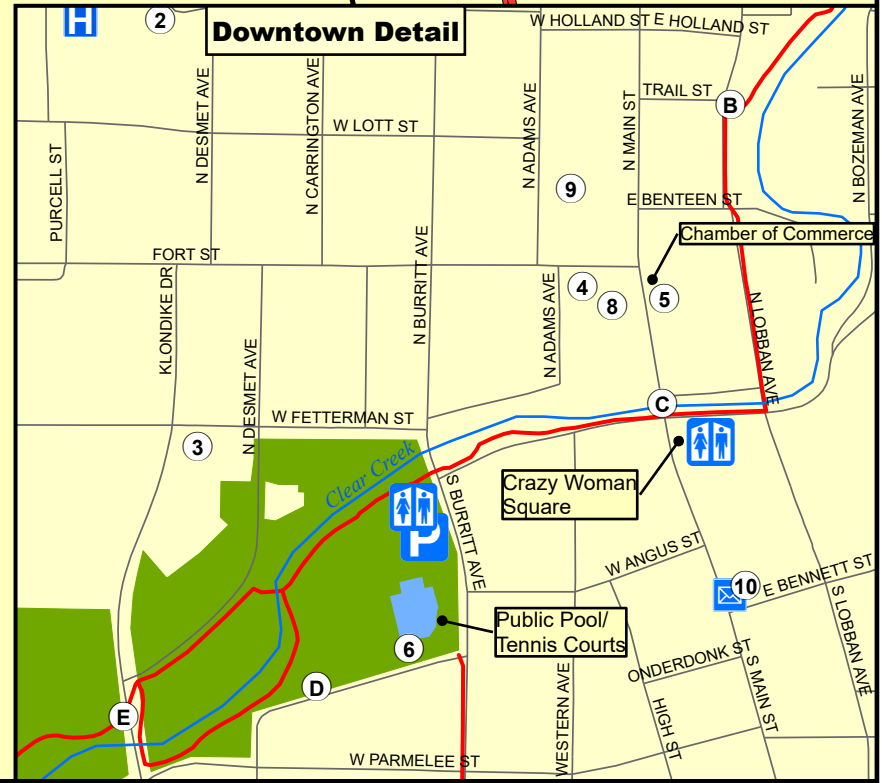 H
2
Downtown Detail
W HOLLAND ST
E HOLLAND ST
TRAIL ST
B
N DESMET AVE
N CARRINGTON AVE
W LOTT ST
N ADAMS AVE
N MAIN ST
N BOZEMAN AVE
PURCELL ST
9
E BENTEEN ST
Chamber of Commerce
FORT ST
N BURRITT AVE
KLONDIKE DR
4
8
5
N ADAMS AVE
N LOBBAN AVE
N DESMET AVE
W FETTERMAN ST
C
3
Clear Creek
Crazy Woman
Square
S BURRITT AVE
P
W ANGUS ST
10
E BENNETT ST
Public Pool/
Tennis Courts
6
S LOBBAN AVE
ONDERDONK ST
D
E
WESTERN AVE
HIGH ST
S MAIN ST
W PARMELEE ST